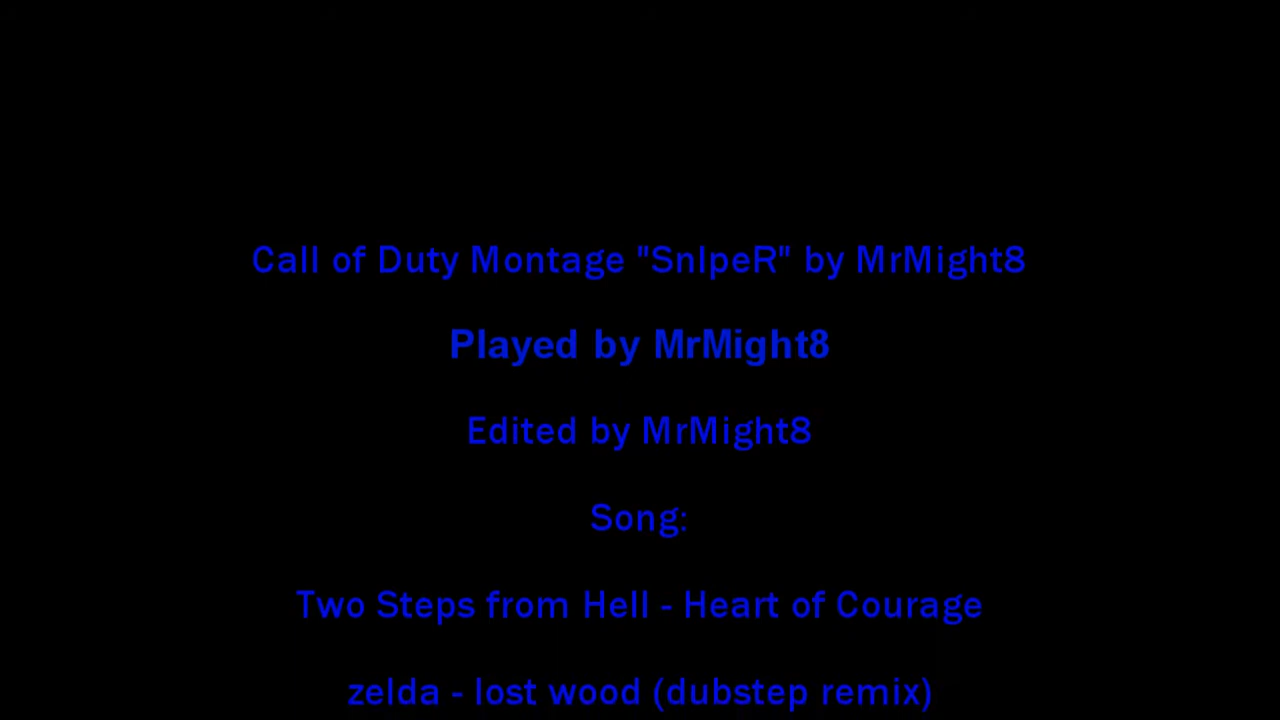 Call of Duty Montage "SnIpeR" by MrMight8
Played by MrMight8
Edited by MrMight8
Song:
Two Steps from Hell - Heart of Courage
zelda - lost wood (dubstep remix)